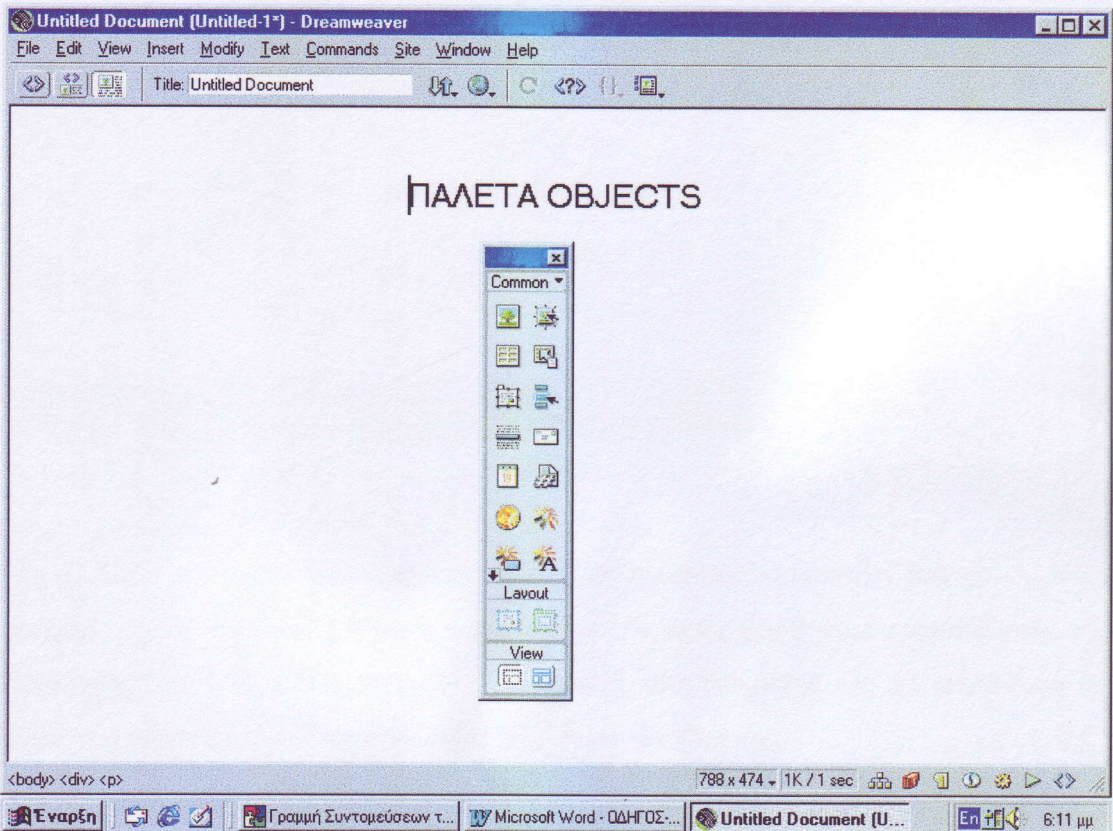 Untitled Document (Untitled-1*) - Dreamweaver
File Edit View Insert Modify Text Commands Site Window Help
Title: Untitled Document
ΠΑΛΕΤΑ OBJECTS
Common
Layout
View
<body> <div> <p>
788 x 474 1K / 1 sec
Έναρξη Γραμμή Συντομεύσεων τ... Microsoft Word - ΟΔΗΓΟΣ-... Untitled Document (U... En 6:11 μμ